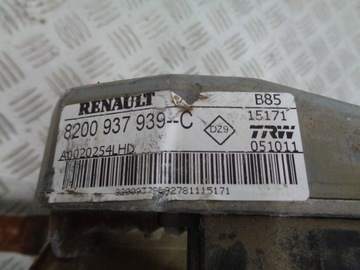 RENAULT B85
8200 937 939--C DZ9 15171
TRW
A0020254LHD 051011